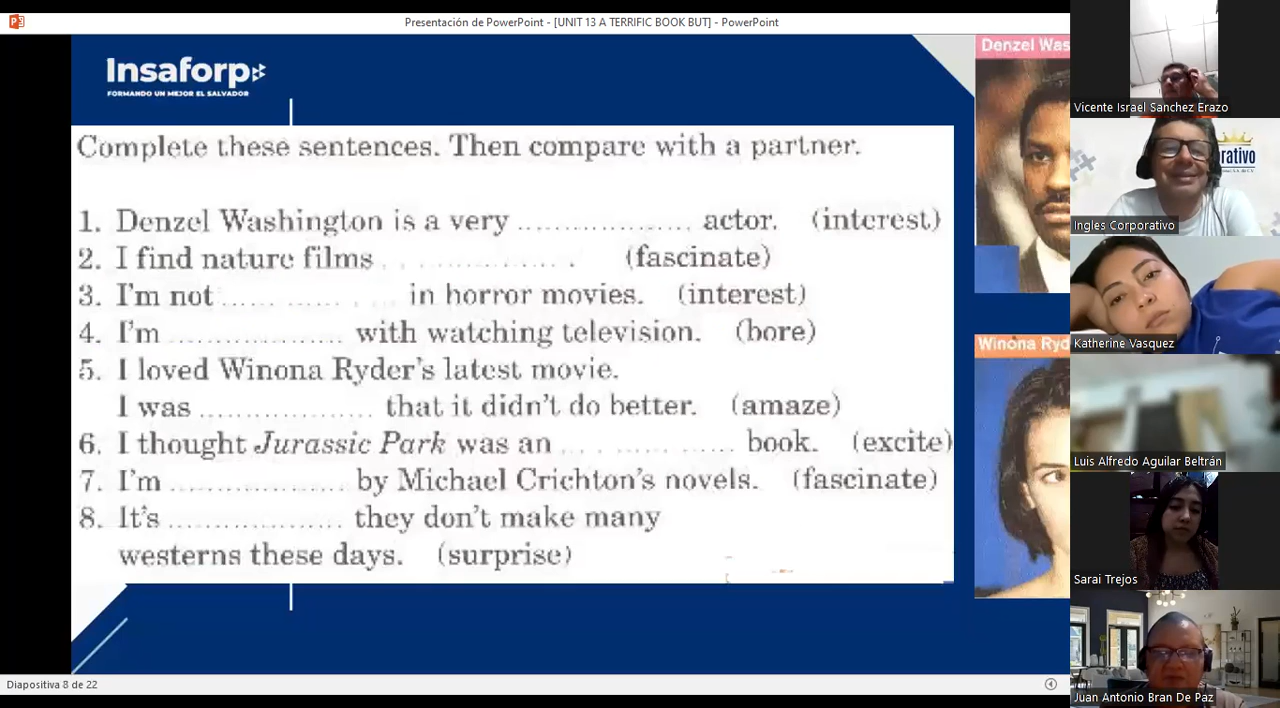 Presentación de PowerPoint - [UNIT 13 A TERRIFIC BOOK BUT] - PowerPoint
Insaforp
FORMANDO UN MEJOR EL SALVADOR
Complete these sentences. Then compare with a partner.
1. Denzel Washington is a very .................... actor. (interest)
2. I find nature films .................... (fascinate)
3. I'm not .................... in horror movies. (interest)
4. I'm .................... with watching television. (bore)
5. I loved Winona Ryder's latest movie.
I was .................... that it didn't do better. (amaze)
6. I thought Jurassic Park was an .................... book. (excite)
7. I'm .................... by Michael Crichton's novels. (fascinate)
8. It's .................... they don't make many
westerns these days. (surprise)
Denzel Was
Winona Ryd
Diapositiva 8 de 22
Vicente Israel Sanchez Erazo
rativo
Ingles Corporativo
Katherine Vasquez
Luis Alfredo Aguilar Beltrán
Sarai Trejos
Juan Antonio Bran De Paz